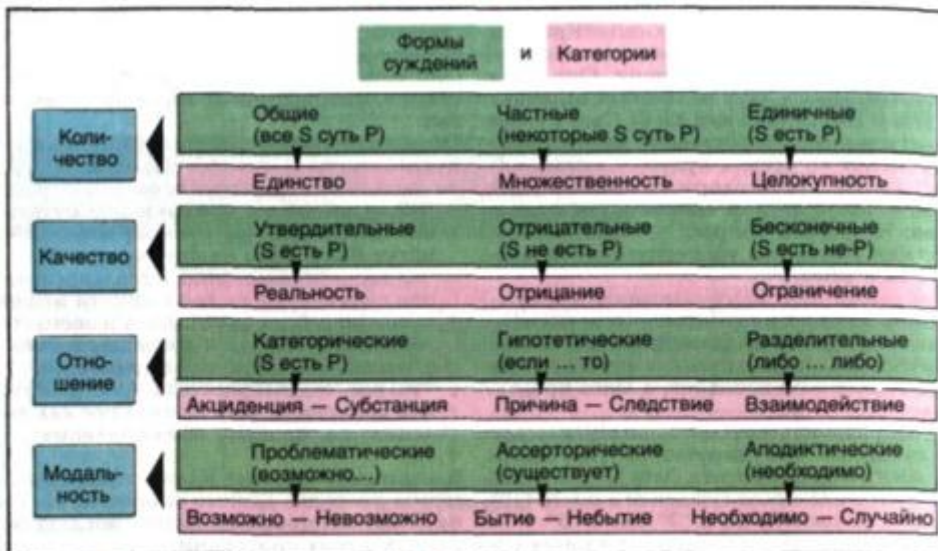 Формы
суждений
и
Категории
Коли-
чество
Общие
(все S суть P)
Частные
(некоторые S суть P)
Единичные
(S есть P)
Единство
Множественность
Целокупность
Качество
Утвердительные
(S есть P)
Отрицательные
(S не есть P)
Бесконечные
(S есть не-P)
Реальность
Отрицание
Ограничение
Отно-
шение
Категорические
(S есть P)
Гипотетические
(если ... то)
Разделительные
(либо ... либо)
Акциденция — Субстанция
Причина — Следствие
Взаимодействие
Модаль-
ность
Проблематические
(возможно...)
Ассерторические
(существует)
Аподиктические
(необходимо)
Возможно — Невозможно
Бытие — Небытие
Необходимо — Случайно